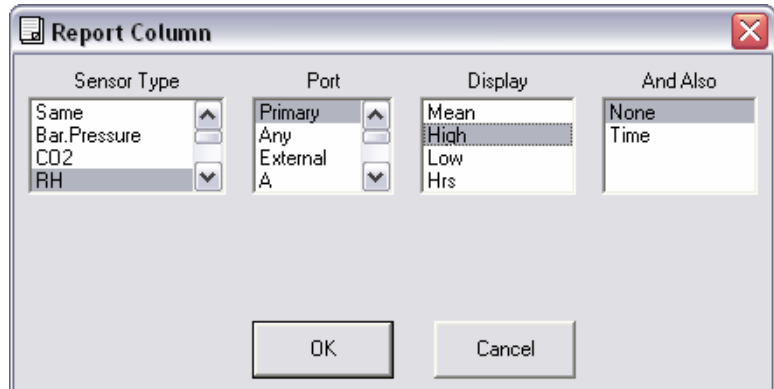 Report Column
Sensor Type
Port
Display
And Also
Same
Bar.Pressure
CO2
RH
Primary
Any
External
A
Mean
High
Low
Hrs
None
Time
OK
Cancel